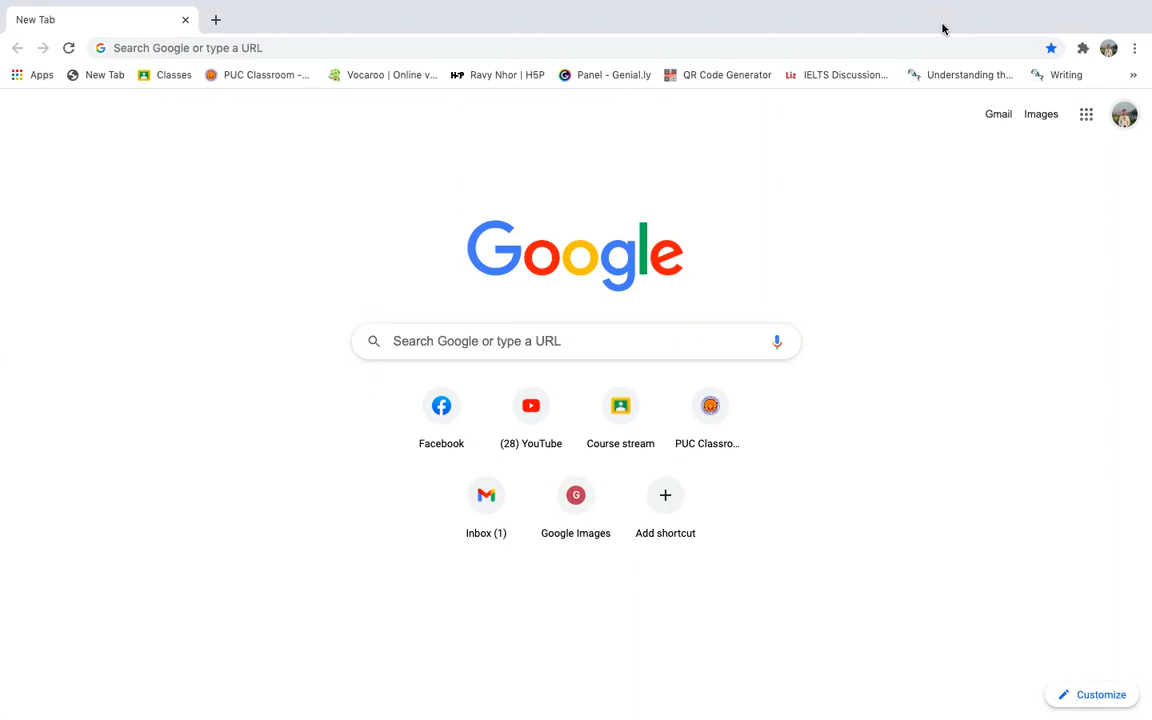 New Tab
Search Google or type a URL
Apps New Tab Classes PUC Classroom -... Vocaroo | Online v... H-P Ravy Nhor | H5P Panel - Genial.ly QR Code Generator Liz IELTS Discussion... Understanding th... Writing »
Gmail Images
Google
Search Google or type a URL
Facebook (28) YouTube Course stream PUC Classro...
G
Inbox (1) Google Images Add shortcut
Customize